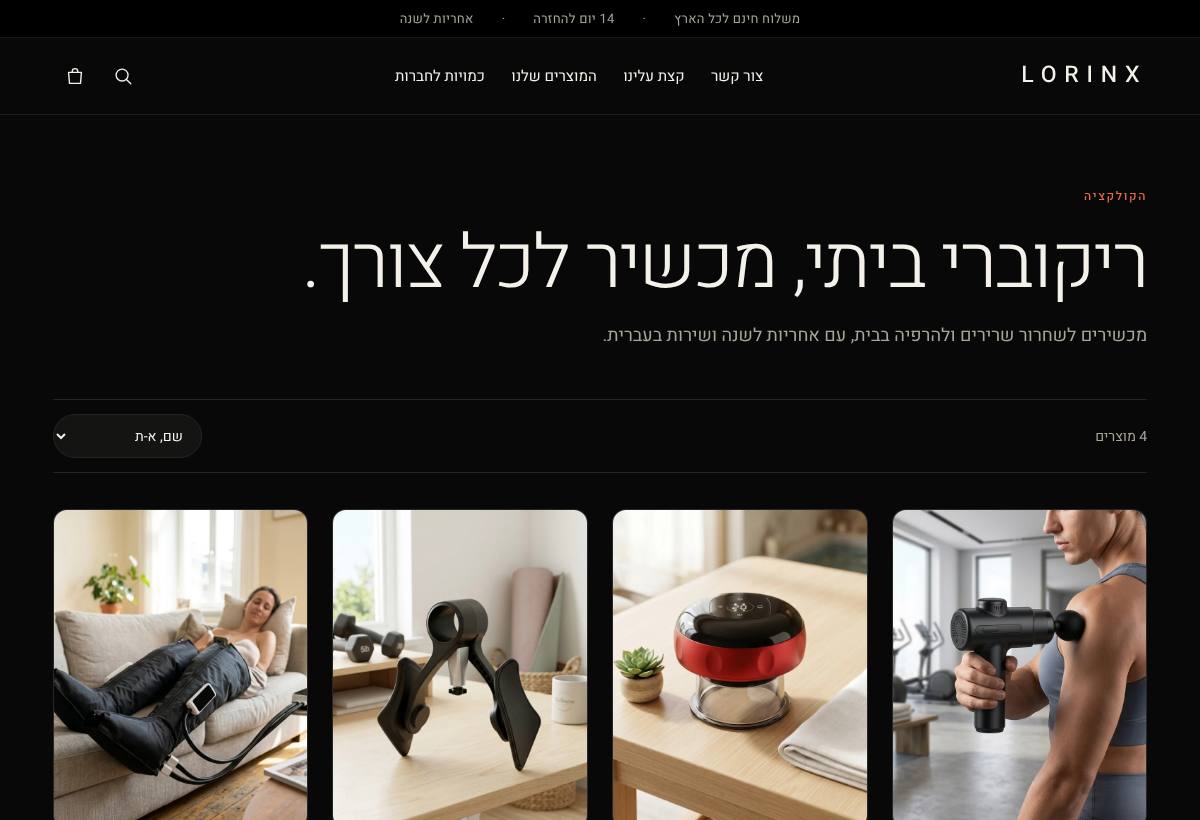 משלוח חינם לכל הארץ · 14 יום להחזרה · אחריות לשנה
LORINX
צור קשר קצת עלינו המוצרים שלנו כמויות לחברות
הקולקציה
ריקוברי ביתי, מכשיר לכל צורך.
מכשירים לשחרור שרירים ולהרפיה בבית, עם אחריות לשנה ושירות בעברית.
4 מוצרים
שם, א-ת